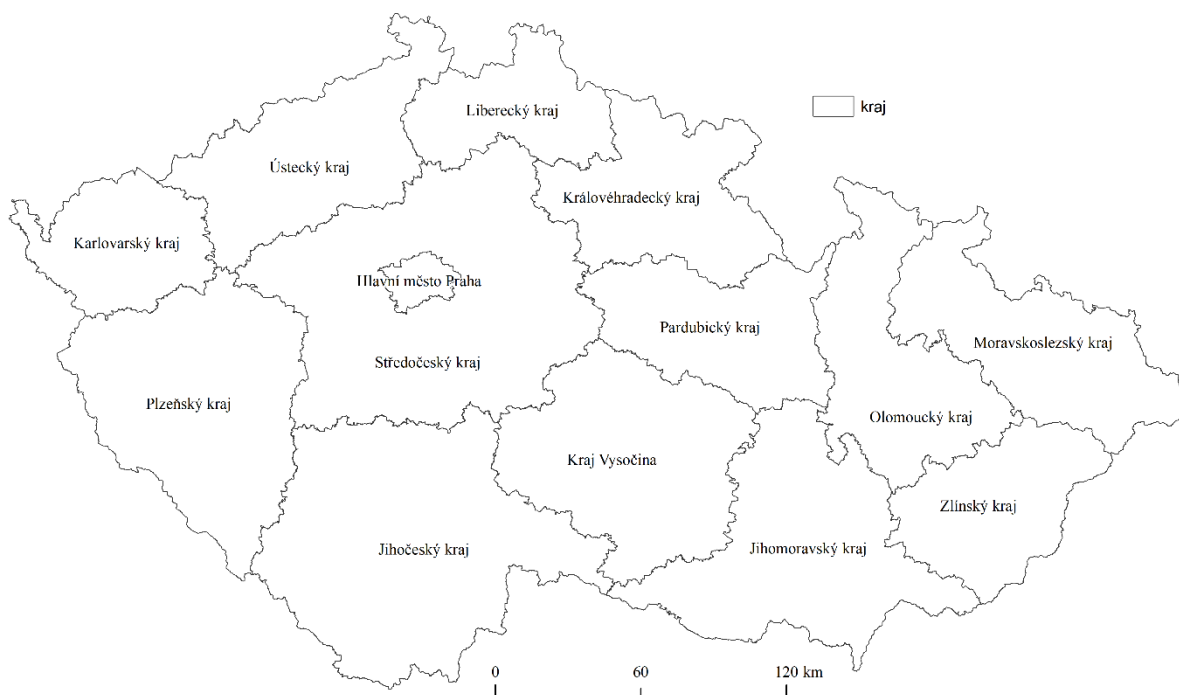 Liberecký kraj
kraj
Ústecký kraj
Královéhradecký kraj
Karlovarský kraj
Hlavní město Praha
Pardubický kraj
Moravskoslezský kraj
Středočeský kraj
Plzeňský kraj
Olomoucký kraj
Kraj Vysočina
Zlínský kraj
Jihočeský kraj
Jihomoravský kraj
0 60 120 km